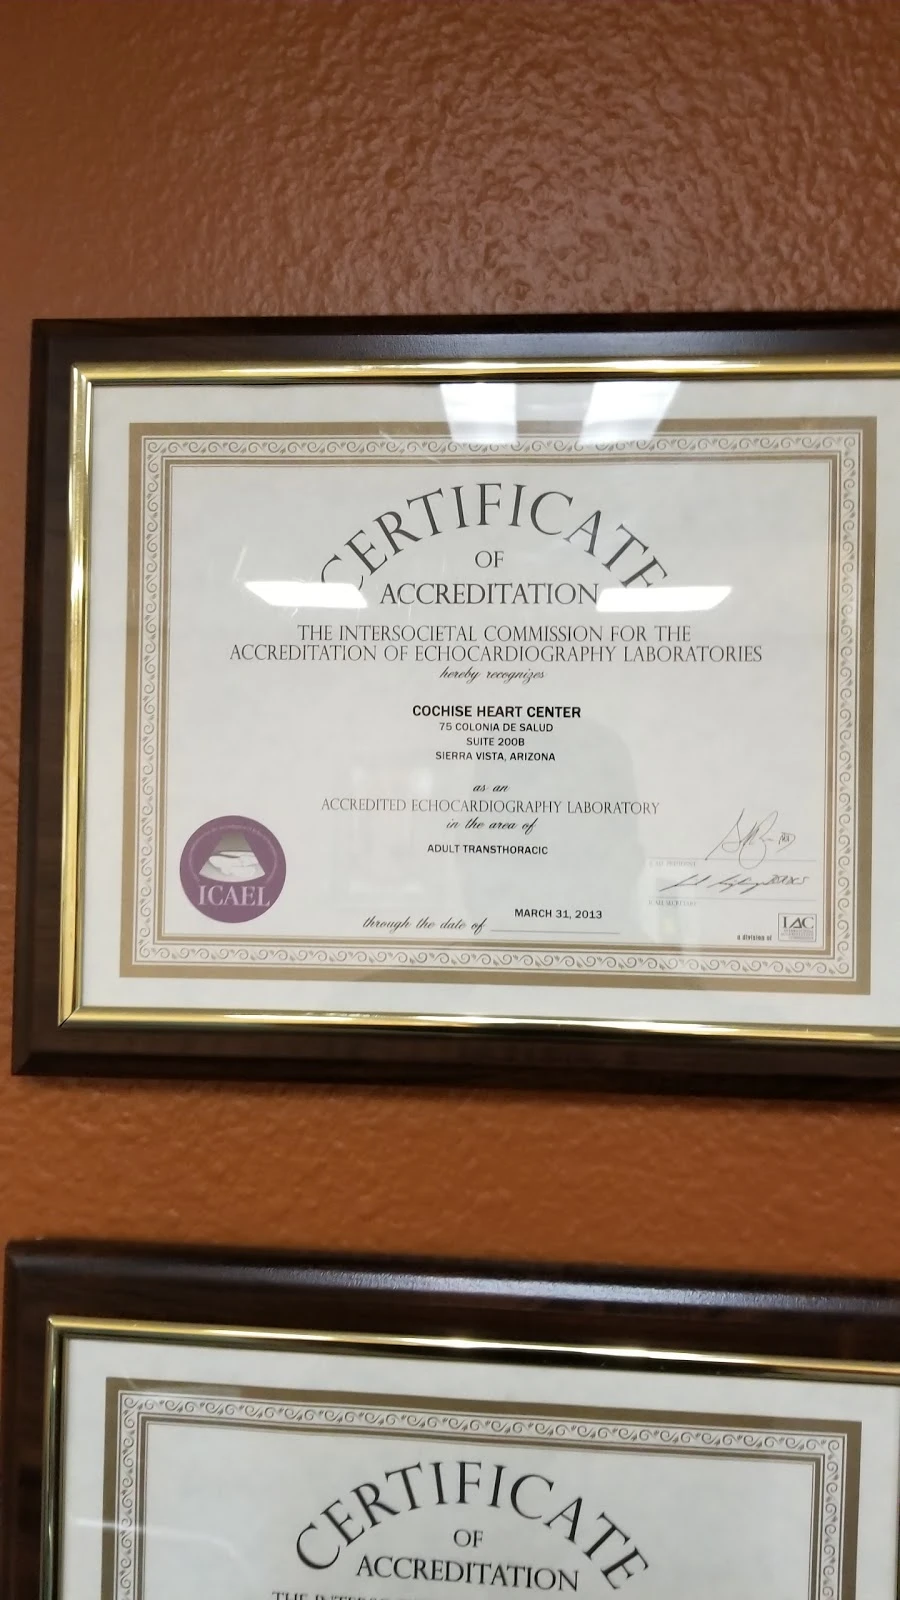 CERTIFICATE
OF
ACCREDITATION
THE INTERSOCIETAL COMMISSION FOR THE
ACCREDITATION OF ECHOCARDIOGRAPHY LABORATORIES
hereby recognizes
COCHISE HEART CENTER
75 COLONIA DE SALUD
SUITE 200B
SIERRA VISTA, ARIZONA
as an
ACCREDITED ECHOCARDIOGRAPHY LABORATORY
in the area of
ADULT TRANSTHORACIC
ICAEL
through the date of MARCH 31, 2013
a division of IAC
CERTIFICATE
OF
ACCREDITATION